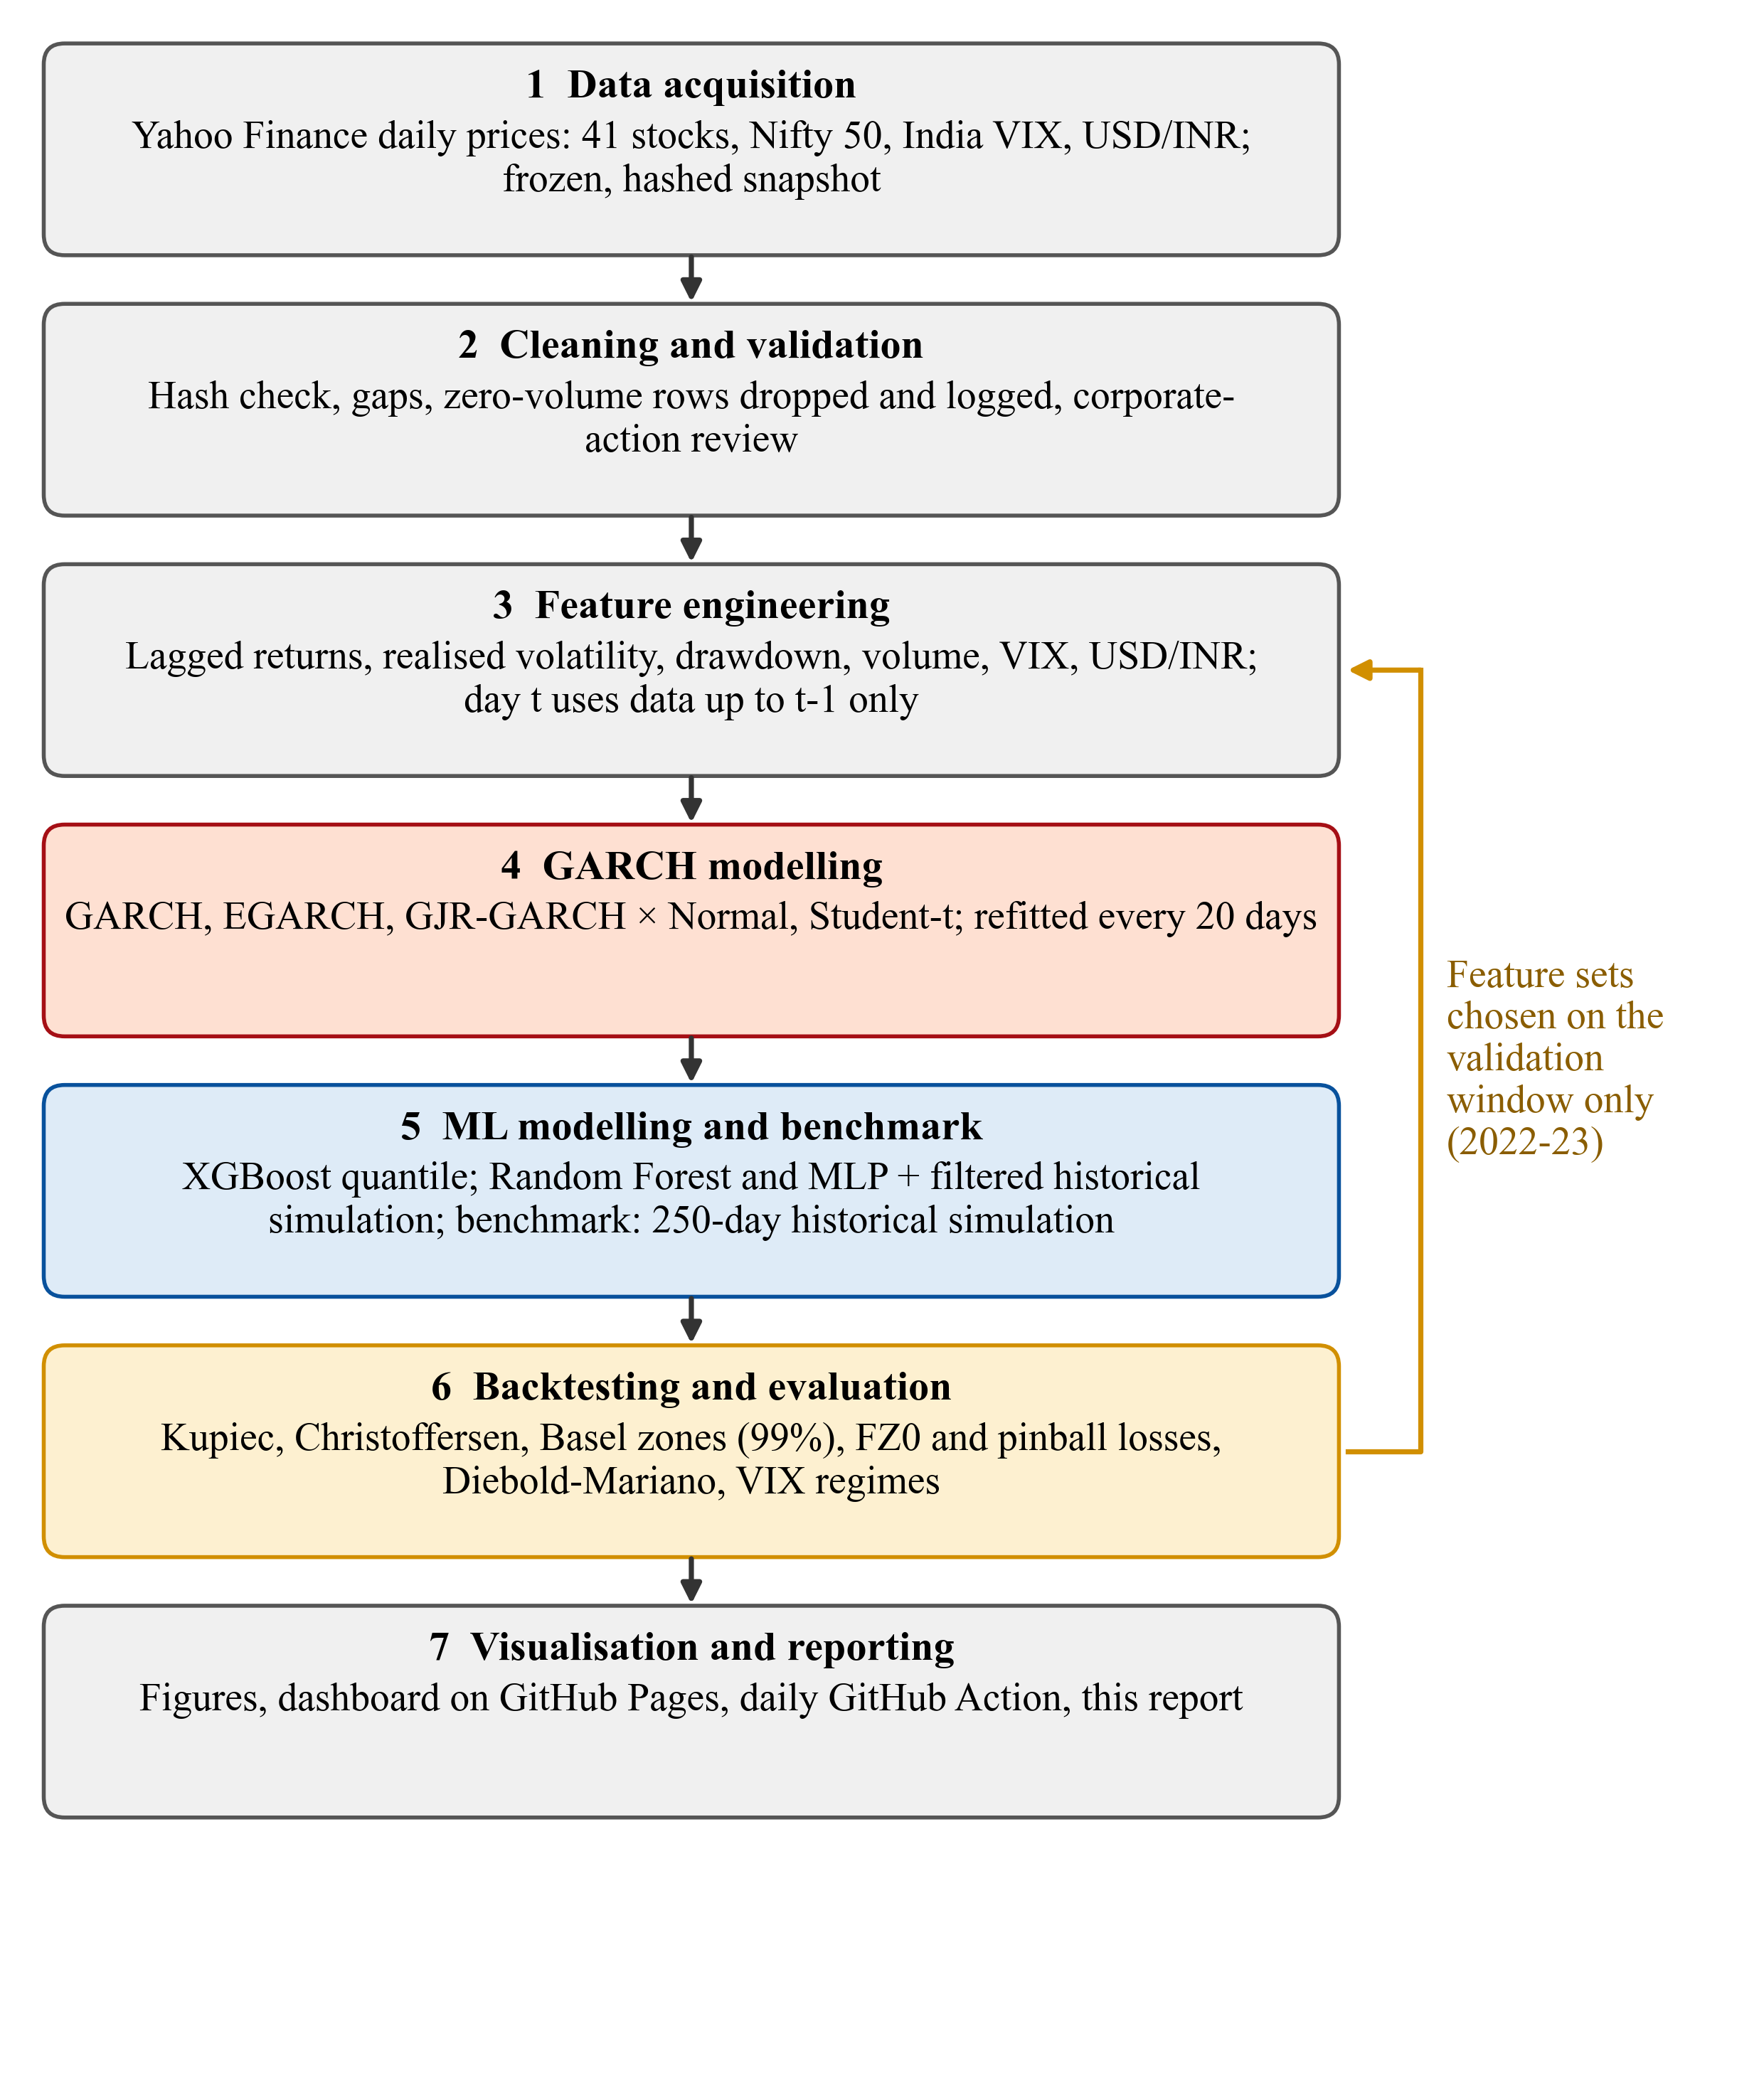 1 Data acquisition
Yahoo Finance daily prices: 41 stocks, Nifty 50, India VIX, USD/INR;
frozen, hashed snapshot
2 Cleaning and validation
Hash check, gaps, zero-volume rows dropped and logged, corporate-
action review
3 Feature engineering
Lagged returns, realised volatility, drawdown, volume, VIX, USD/INR;
day t uses data up to t-1 only
4 GARCH modelling
GARCH, EGARCH, GJR-GARCH × Normal, Student-t; refitted every 20 days
5 ML modelling and benchmark
XGBoost quantile; Random Forest and MLP + filtered historical
simulation; benchmark: 250-day historical simulation
6 Backtesting and evaluation
Kupiec, Christoffersen, Basel zones (99%), FZ0 and pinball losses,
Diebold-Mariano, VIX regimes
7 Visualisation and reporting
Figures, dashboard on GitHub Pages, daily GitHub Action, this report
Feature sets
chosen on the
validation
window only
(2022-23)